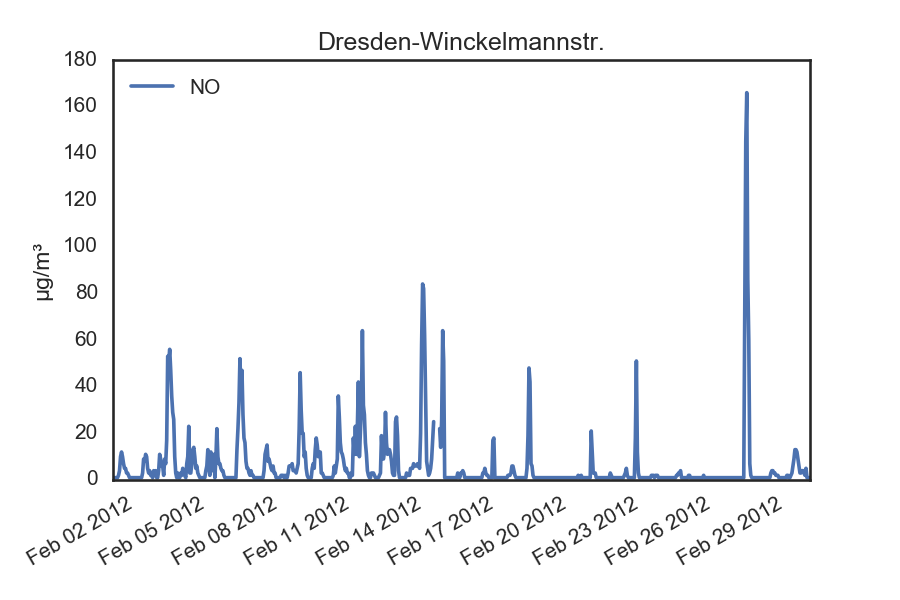 Dresden-Winckelmannstr.
180
160
140
120
100
80
60
40
20
0
µg/m³
NO
Feb 02 2012
Feb 05 2012
Feb 08 2012
Feb 11 2012
Feb 14 2012
Feb 17 2012
Feb 20 2012
Feb 23 2012
Feb 26 2012
Feb 29 2012